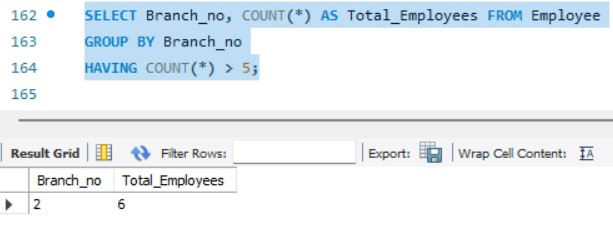 162 SELECT Branch_no, COUNT(*) AS Total_Employees FROM Employee
163 GROUP BY Branch_no
164 HAVING COUNT(*) > 5;
165
Result Grid Filter Rows: Export: Wrap Cell Content:
Branch_no Total_Employees
2 6